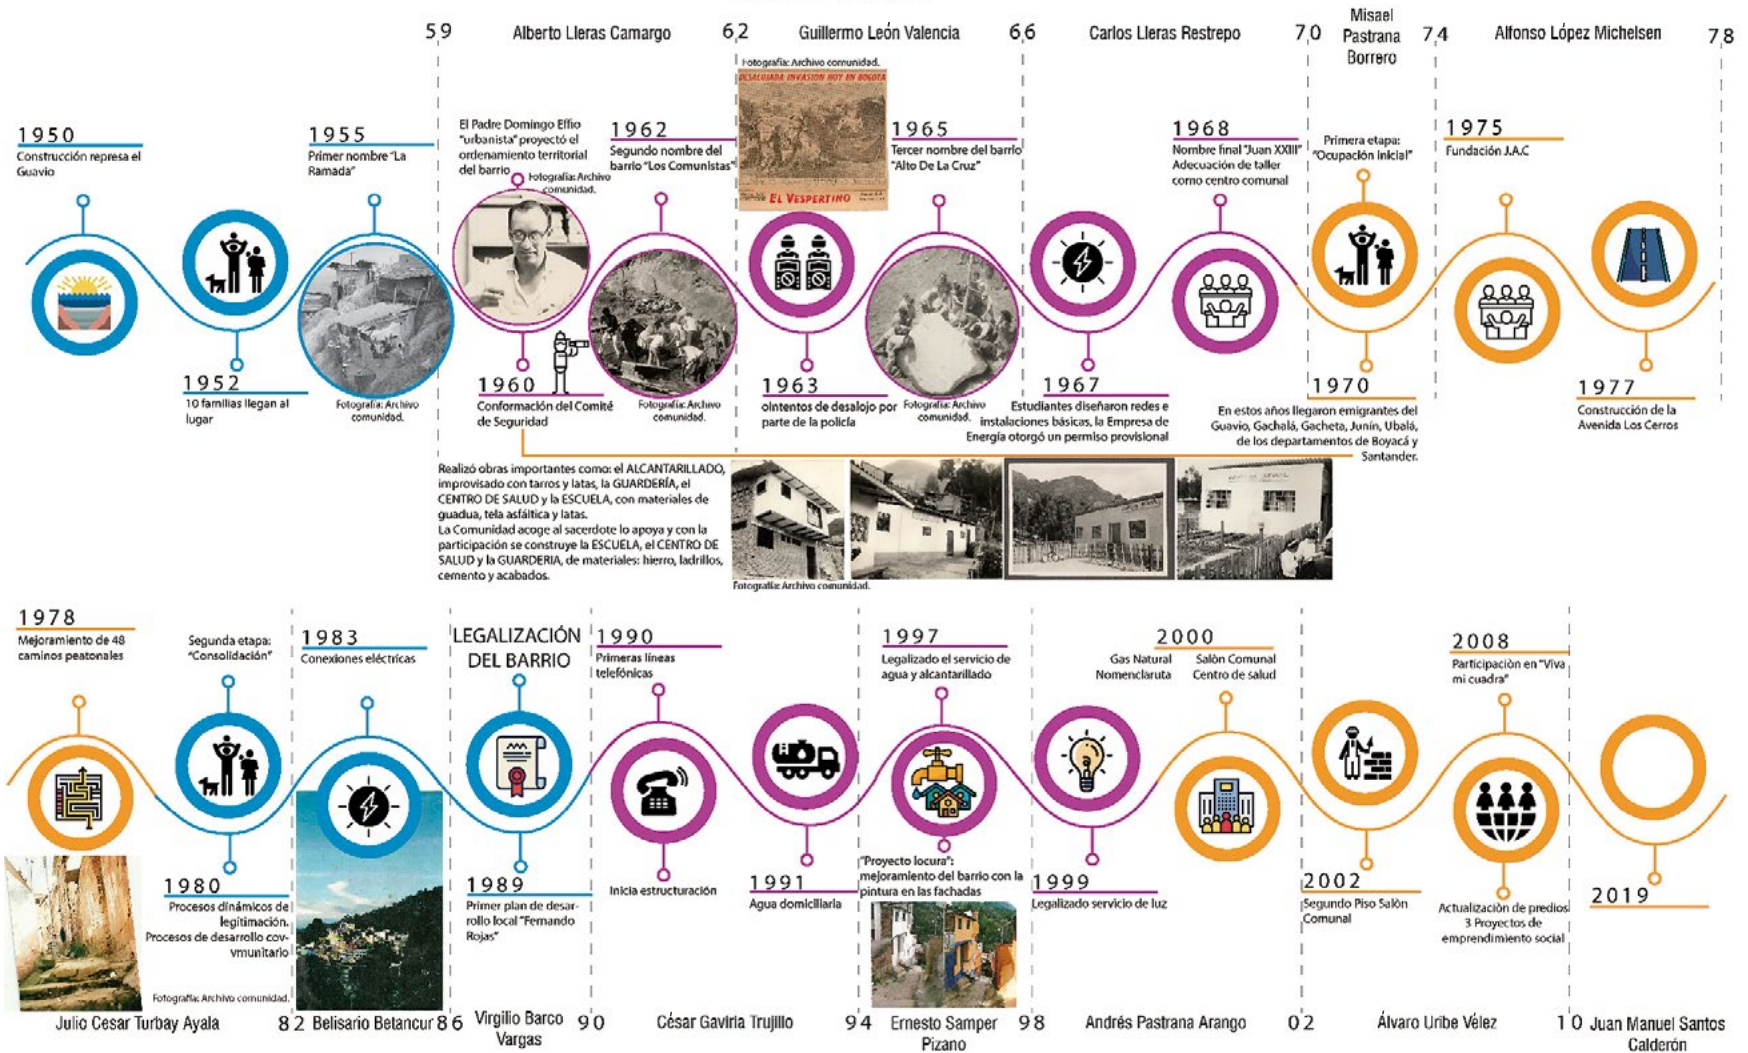 59
Alberto Lleras Camargo
62
Guillermo León Valencia
66
Carlos Lleras Restrepo
70
Misael
Pastrana
Borrero
74
Alfonso López Michelsen
78
1950
Construcción represa el
Guavio
1952
10 familias llegan al
lugar
1955
Primer nombre "La
Ramada"
Fotografía: Archivo
comunidad.
El Padre Domingo Effio
"urbanista" proyectó el
ordenamiento territorial
del barrio
Fotografía: Archivo
comunidad.
1960
Conformación del Comité
de Seguridad
1962
Segundo nombre del
barrio "Los Comunistas"
Fotografía: Archivo
comunidad.
Fotografía: Archivo comunidad.
DESALOJADA INVASION HOY EN BOGOTA
EL VESPERTINO
1963
oIntentos de desalojo por
parte de la policía
1965
Tercer nombre del barrio
"Alto De La Cruz"
Fotografía: Archivo
comunidad.
1967
Estudiantes diseñaron redes e
instalaciones básicas, la Empresa de
Energía otorgó un permiso provisional
1968
Nombre final "Juan XXIII"
Adecuación de taller
como centro comunal
Primera etapa:
"Ocupación inicial"
1970
En estos años llegaron emigrantes del
Guavio, Gachalá, Gacheta, Junín, Ubalá,
de los departamentos de Boyacá y
Santander.
1975
Fundación J.A.C
1977
Construcción de la
Avenida Los Cerros
Realizó obras importantes como: el ALCANTARILLADO,
improvisado con tarros y latas, la GUARDERÍA, el
CENTRO DE SALUD y la ESCUELA, con materiales de
guadua, tela asfáltica y latas.
La Comunidad acoge al sacerdote lo apoya y con la
participación se construye la ESCUELA, el CENTRO DE
SALUD y la GUARDERIA, de materiales: hierro, ladrillos,
cemento y acabados.
Fotografía: Archivo comunidad.
1978
Mejoramiento de 48
caminos peatonales
Segunda etapa:
"Consolidación"
1980
Procesos dinámicos de
legitimación.
Procesos de desarrollo cov-
vmunitario
Fotografía: Archivo comunidad.
1983
Conexiones eléctricas
LEGALIZACIÓN
DEL BARRIO
1989
Primer plan de desar-
rollo local "Fernando
Rojas"
1990
Primeras líneas
telefónicas
Inicia estructuración
1991
Agua domiciliaria
1997
Legalizado el servicio de
agua y alcantarillado
"Proyecto locura":
mejoramiento del barrio con la
pintura en las fachadas
1999
Legalizado servicio de luz
2000
Gas Natural
Nomenclaruta
Salòn Comunal
Centro de salud
2002
Segundo Piso Salòn
Comunal
2008
Participaciòn en "Viva
mi cuadra"
Actualizaciòn de predios
3 Proyectos de
emprendimiento social
2019
Julio Cesar Turbay Ayala
82
Belisario Betancur
86
Virgilio Barco
Vargas
90
César Gaviria Trujillo
94
Ernesto Samper
Pizano
98
Andrés Pastrana Arango
02
Álvaro Uribe Vélez
10
Juan Manuel Santos
Calderón